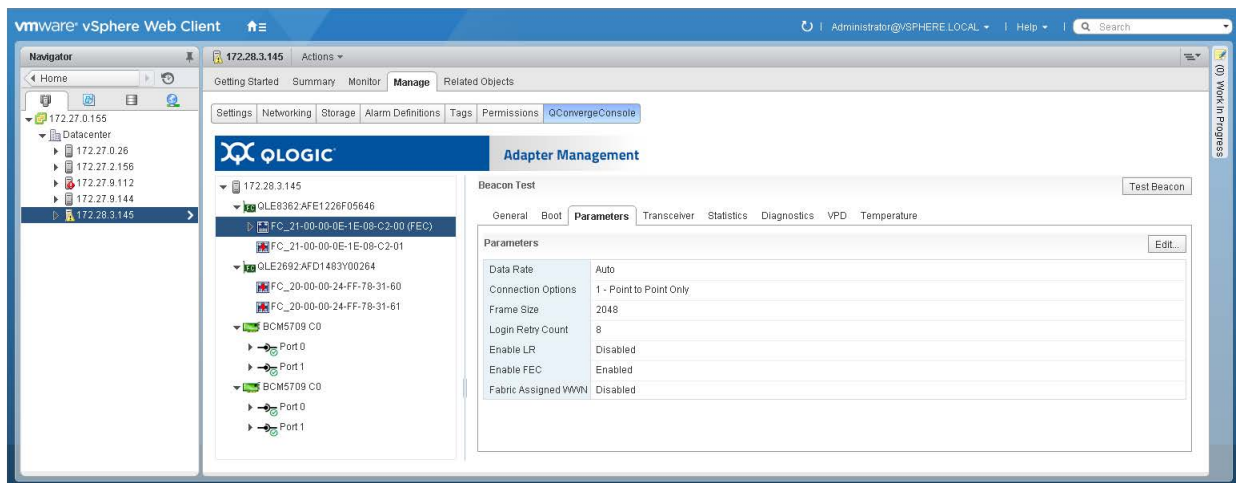 vmware® vSphere Web Client
Administrator@VSPHERE.LOCAL
Help
Search
Navigator
Home
172.27.0.155
Datacenter
172.27.0.26
172.27.2.156
172.27.9.112
172.27.9.144
172.28.3.145
172.28.3.145 Actions
Getting Started Summary Monitor Manage Related Objects
Settings Networking Storage Alarm Definitions Tags Permissions QConvergeConsole
QLOGIC Adapter Management
172.28.3.145
QLE8362:AFE1226F05646
FC_21-00-00-0E-1E-08-C2-00 (FEC)
FC_21-00-00-0E-1E-08-C2-01
QLE2692:AFD1483Y00264
FC_20-00-00-24-FF-78-31-60
FC_20-00-00-24-FF-78-31-61
BCM5709 C0
Port 0
Port 1
BCM5709 C0
Port 0
Port 1
Beacon Test Test Beacon
General Boot Parameters Transceiver Statistics Diagnostics VPD Temperature
Parameters Edit...
Data Rate Auto
Connection Options 1 - Point to Point Only
Frame Size 2048
Login Retry Count 8
Enable LR Disabled
Enable FEC Enabled
Fabric Assigned WWN Disabled
(0) Work In Progress